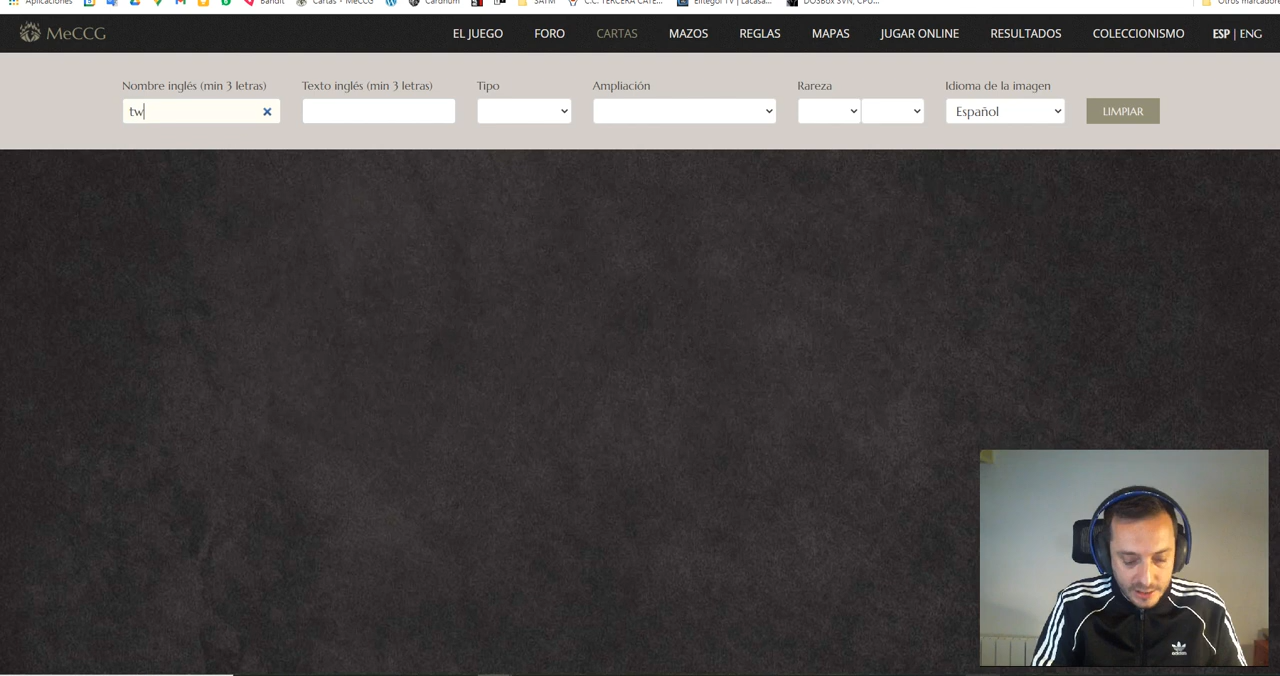 Aplicaciones Bandit Cartas - MeCCG Cardnum SATM C.C. TERCERA CATE... Elitegol TV | Lacasa... DOSBox SVN, CPU... Otros marcadores
MeCCG EL JUEGO FORO CARTAS MAZOS REGLAS MAPAS JUGAR ONLINE RESULTADOS COLECCIONISMO ESP | ENG
Nombre inglés (min 3 letras) Texto inglés (min 3 letras) Tipo Ampliación Rareza Idioma de la imagen
tw Español LIMPIAR
adidas